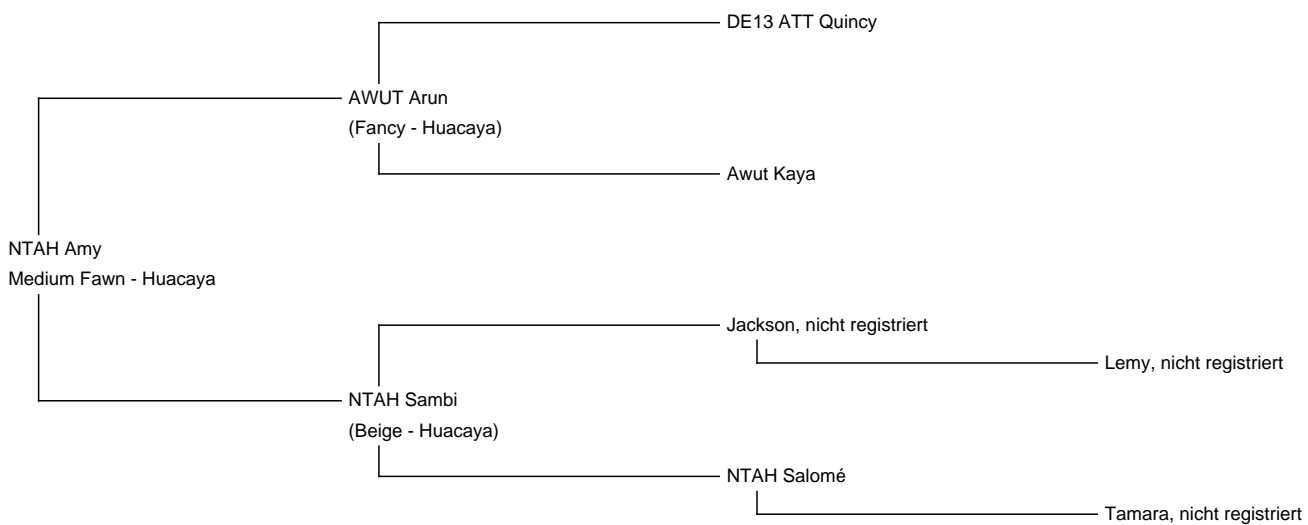 DE13 ATT Quincy
AWUT Arun
(Fancy - Huacaya)
Awut Kaya
NTAH Amy
Medium Fawn - Huacaya
Jackson, nicht registriert
Lemy, nicht registriert
NTAH Sambi
(Beige - Huacaya)
NTAH Salomé
Tamara, nicht registriert